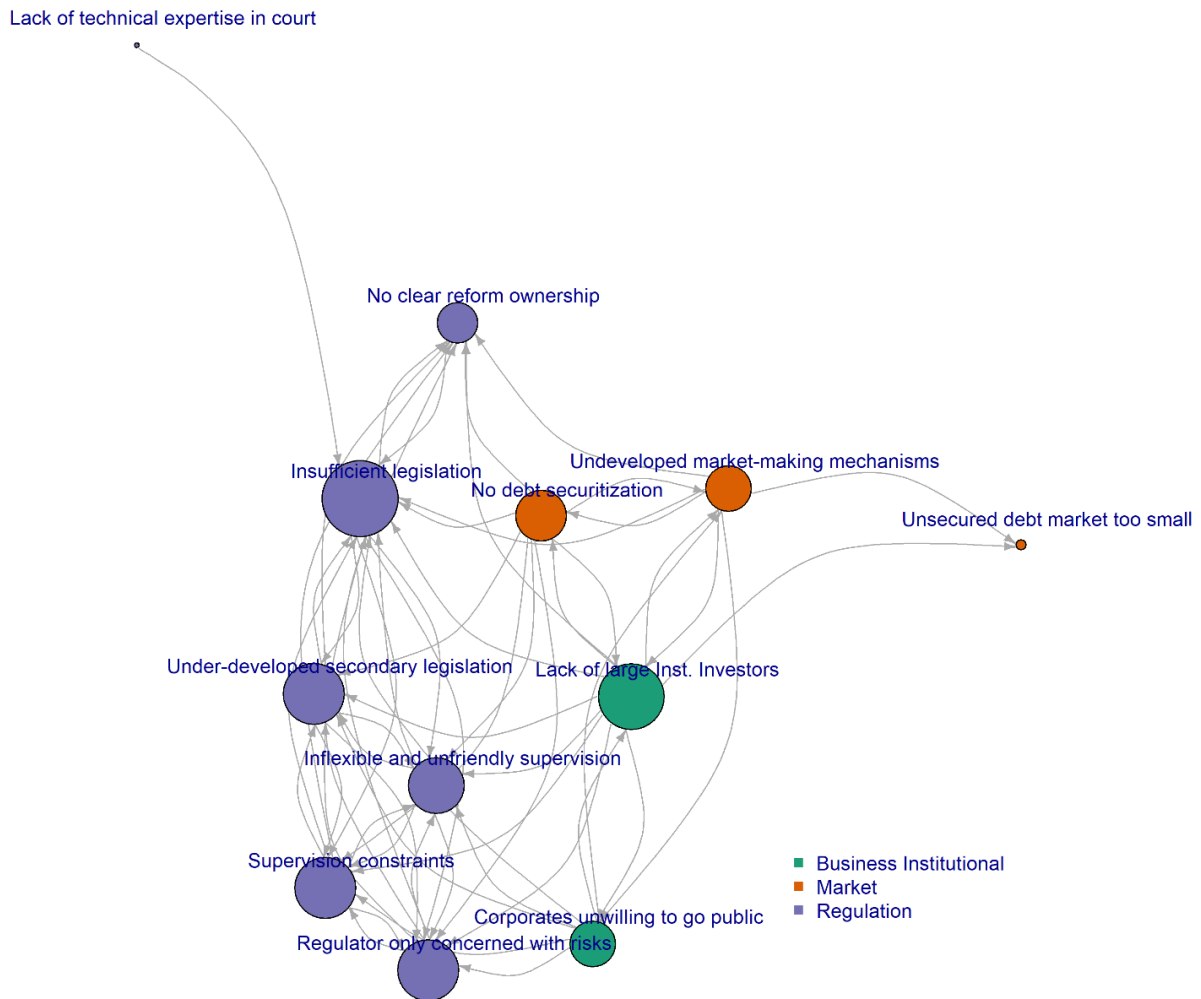 Lack of technical expertise in court
No clear reform ownership
Undeveloped market-making mechanisms
Insufficient legislation
No debt securitization
Unsecured debt market too small
Under-developed secondary legislation
Lack of large Inst. Investors
Inflexible and unfriendly supervision
Supervision constraints
Business Institutional
Market
Regulation
Corporates unwilling to go public
Regulator only concerned with risks